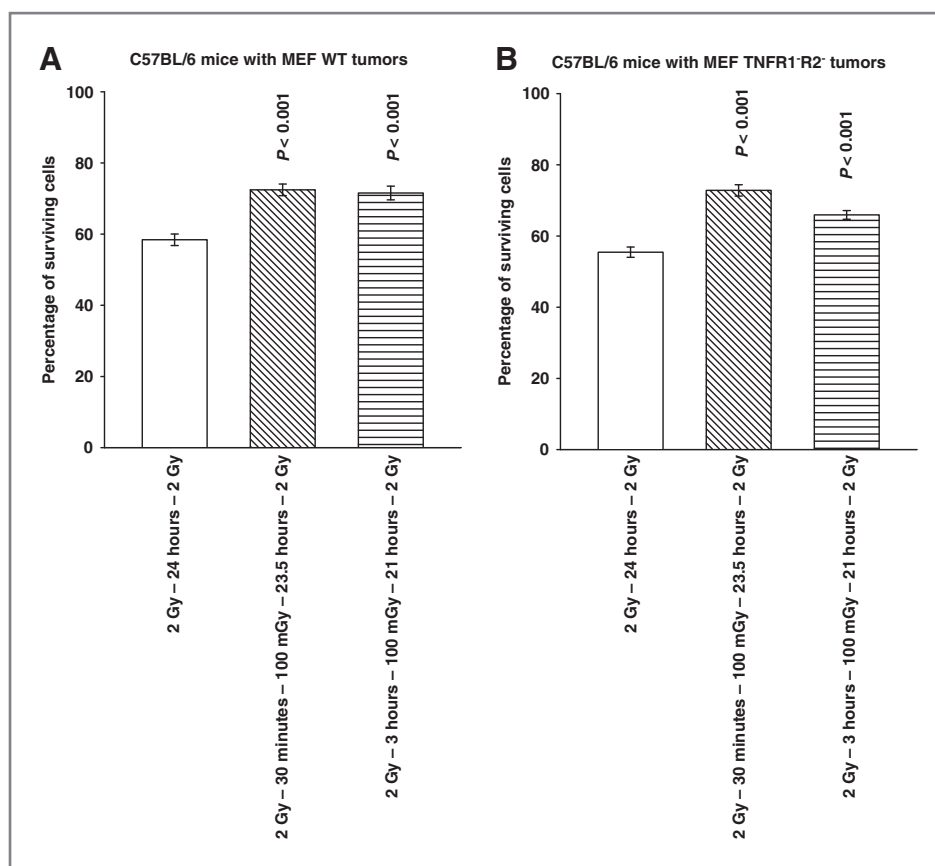 A
C57BL/6 mice with MEF WT tumors
Percentage of surviving cells
100
80
60
40
20
0
P < 0.001
P < 0.001
2 Gy – 24 hours – 2 Gy
2 Gy – 30 minutes – 100 mGy – 23.5 hours – 2 Gy
2 Gy – 3 hours – 100 mGy – 21 hours – 2 Gy
B
C57BL/6 mice with MEF TNFR1⁻R2⁻ tumors
Percentage of surviving cells
100
80
60
40
20
0
P < 0.001
P < 0.001
2 Gy – 24 hours – 2 Gy
2 Gy – 30 minutes – 100 mGy – 23.5 hours – 2 Gy
2 Gy – 3 hours – 100 mGy – 21 hours – 2 Gy